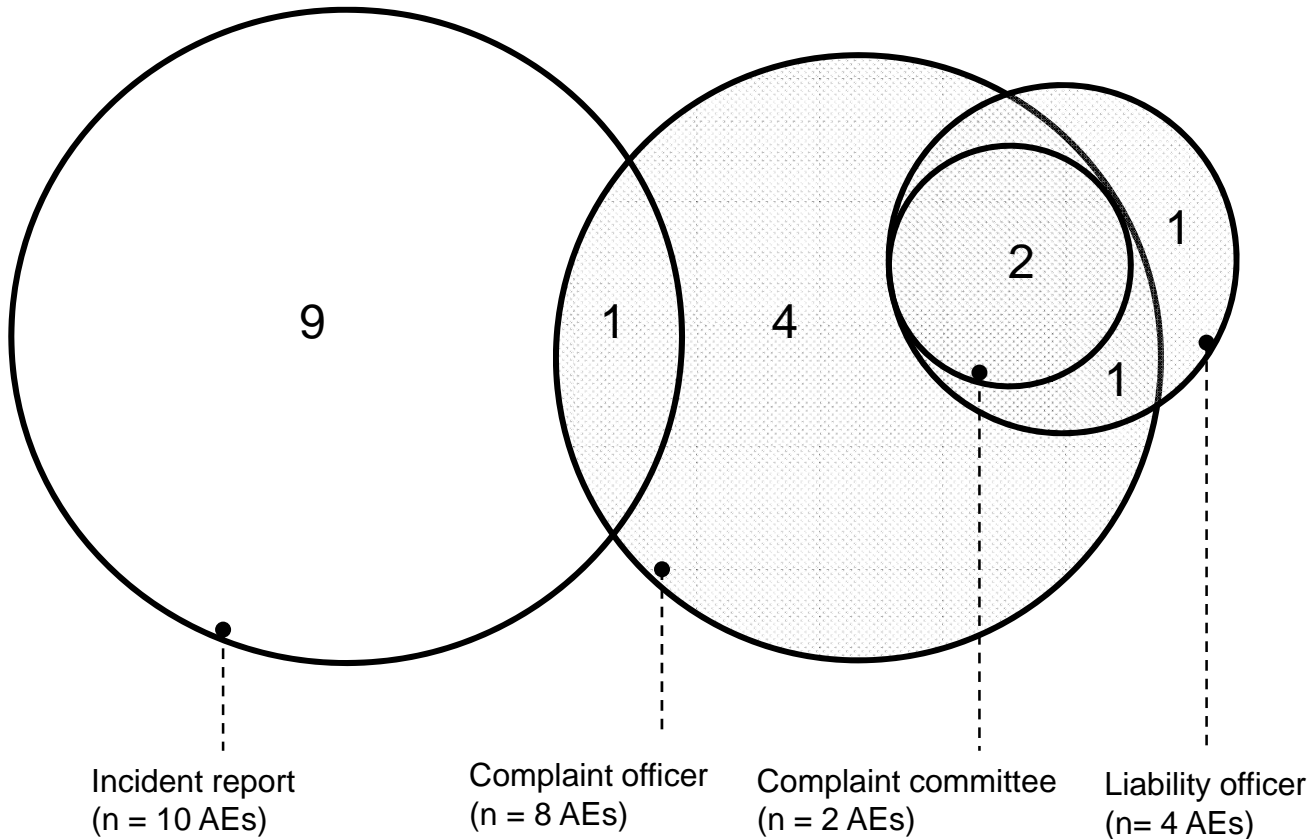 9
1
4
2
1
1
Incident report
(n = 10 AEs)
Complaint officer
(n = 8 AEs)
Complaint committee
(n = 2 AEs)
Liability officer
(n= 4 AEs)